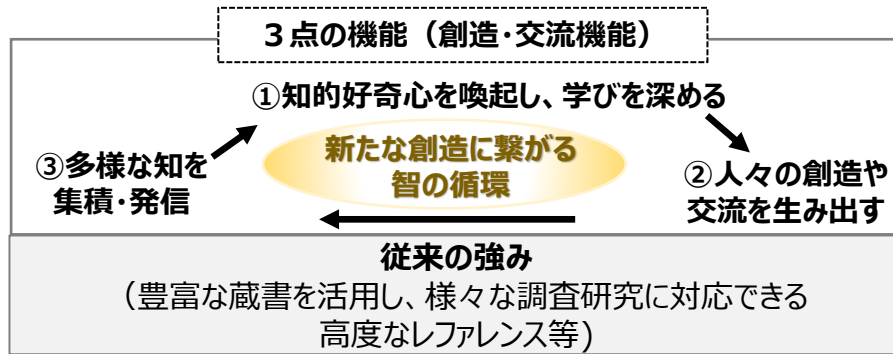 ３点の機能（創造・交流機能）
①知的好奇心を喚起し、学びを深める
新たな創造に繋がる
智の循環
③多様な知を
集積・発信
②人々の創造や
交流を生み出す
従来の強み
（豊富な蔵書を活用し、様々な調査研究に対応できる
高度なレファレンス等)